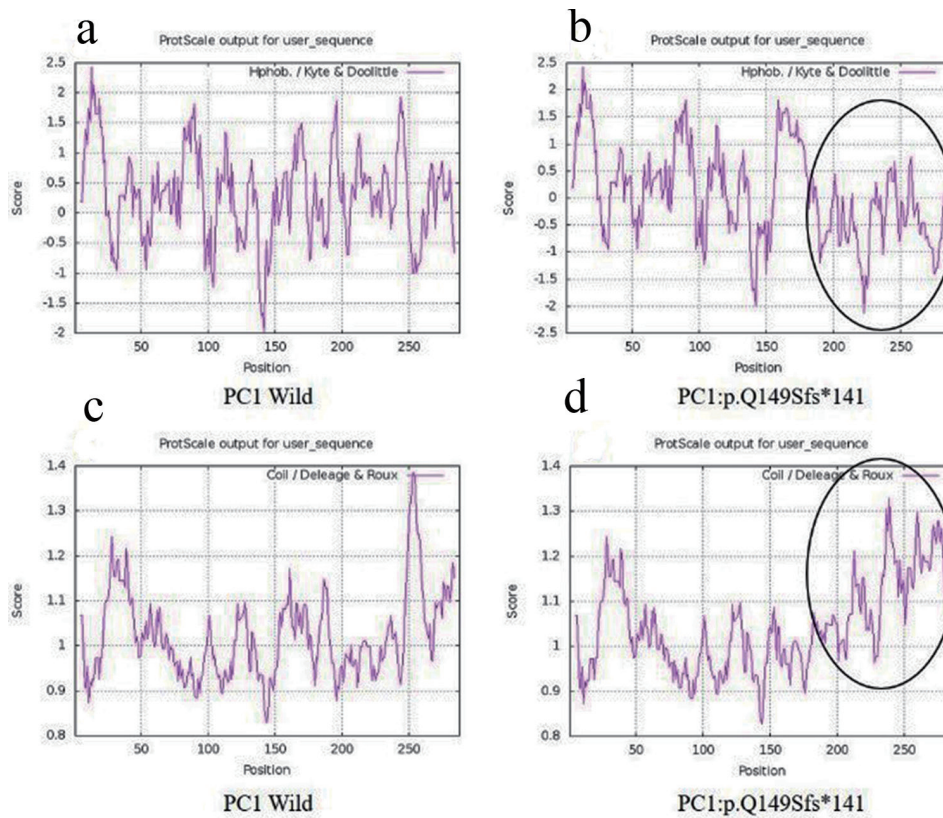 a
ProtScale output for user_sequence
Hphob. / Kyte & Doolittle
2.5
2
1.5
1
0.5
0
-0.5
-1
-1.5
-2
Score
50 100 150 200 250
Position
PC1 Wild
b
ProtScale output for user_sequence
Hphob. / Kyte & Doolittle
2.5
2
1.5
1
0.5
0
-0.5
-1
-1.5
-2
-2.5
Score
50 100 150 200 250
Position
PC1:p.Q149Sfs*141
c
ProtScale output for user_sequence
Coil / Deleage & Roux
1.4
1.3
1.2
1.1
1
0.9
0.8
Score
50 100 150 200 250
Position
PC1 Wild
d
ProtScale output for user_sequence
Coil / Deleage & Roux
1.4
1.3
1.2
1.1
1
0.9
0.8
Score
50 100 150 200 250
Position
PC1:p.Q149Sfs*141